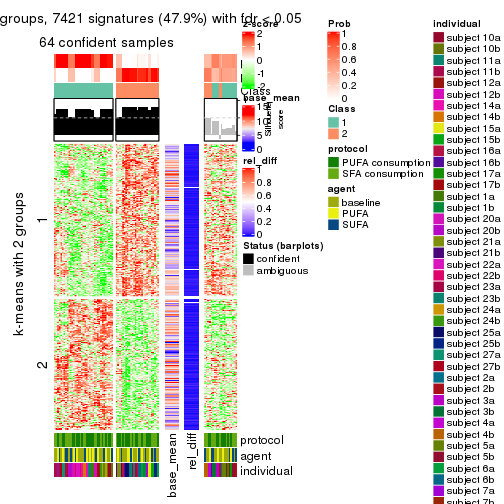 groups, 7421 signatures (47.9%) with fdr < 0.05
64 confident samples
k-means with 2 groups
1
2
protocol
agent
individual
base_mean
rel_diff
z-score
2
1
0
-1
-2
Class
base_mean
15
10
5
0
Silhouette
score
rel_diff
1
0.8
0.6
0.4
0.2
0
Status (barplots)
confident
ambiguous
Prob
1
0.8
0.6
0.4
0.2
0
Class
1
2
protocol
PUFA consumption
SFA consumption
agent
baseline
PUFA
SUFA
individual
subject 10a
subject 10b
subject 11a
subject 11b
subject 12a
subject 12b
subject 14a
subject 14b
subject 15a
subject 15b
subject 16a
subject 16b
subject 17a
subject 17b
subject 1a
subject 1b
subject 20a
subject 20b
subject 21a
subject 21b
subject 22a
subject 22b
subject 23a
subject 23b
subject 24a
subject 24b
subject 25a
subject 25b
subject 27a
subject 27b
subject 2a
subject 2b
subject 3a
subject 3b
subject 4a
subject 4b
subject 5a
subject 5b
subject 6a
subject 6b
subject 7a
subject 7b